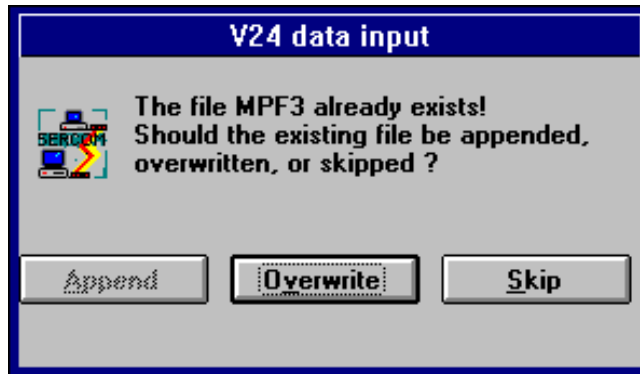 V24 data input
The file MPF3 already exists!
SERCOM
Should the existing file be appended,
overwritten, or skipped ?
Append
Overwrite
Skip